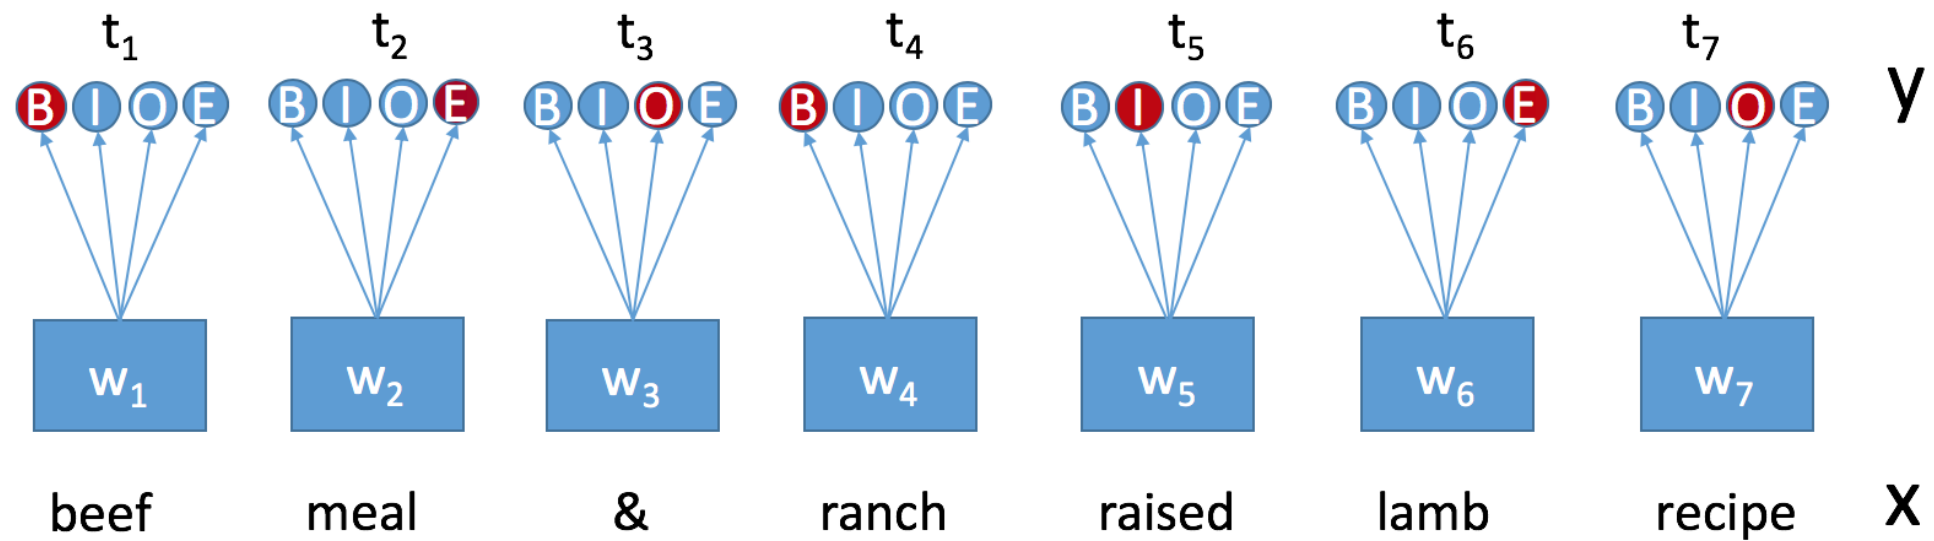 t₁ t₂ t₃ t₄ t₅ t₆ t₇
B I O E B I O E B I O E B I O E B I O E B I O E B I O E y
w₁ w₂ w₃ w₄ w₅ w₆ w₇
beef meal & ranch raised lamb recipe x